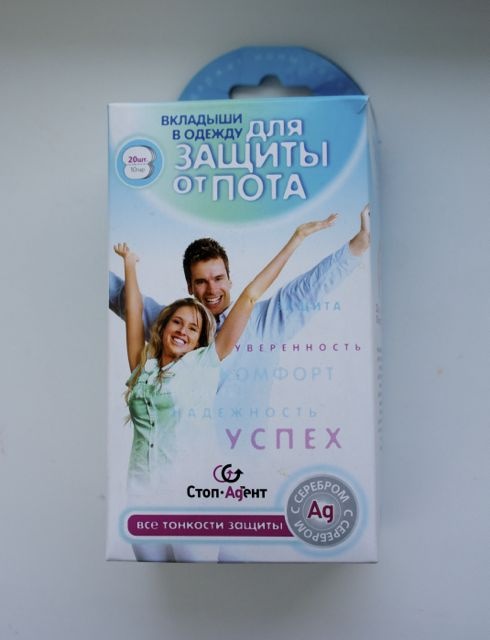 ВКЛАДЫШИ
В ОДЕЖДУ ДЛЯ
ЗАЩИТЫ
ОТ ПОТА
20шт.
10пар
УВЕРЕННОСТЬ
КОМФОРТ
НАДЕЖНОСТЬ
УСПЕХ
Стоп·Agент
все тонкости защиты
С СЕРЕБРОМ С СЕРЕБРОМ
Ag